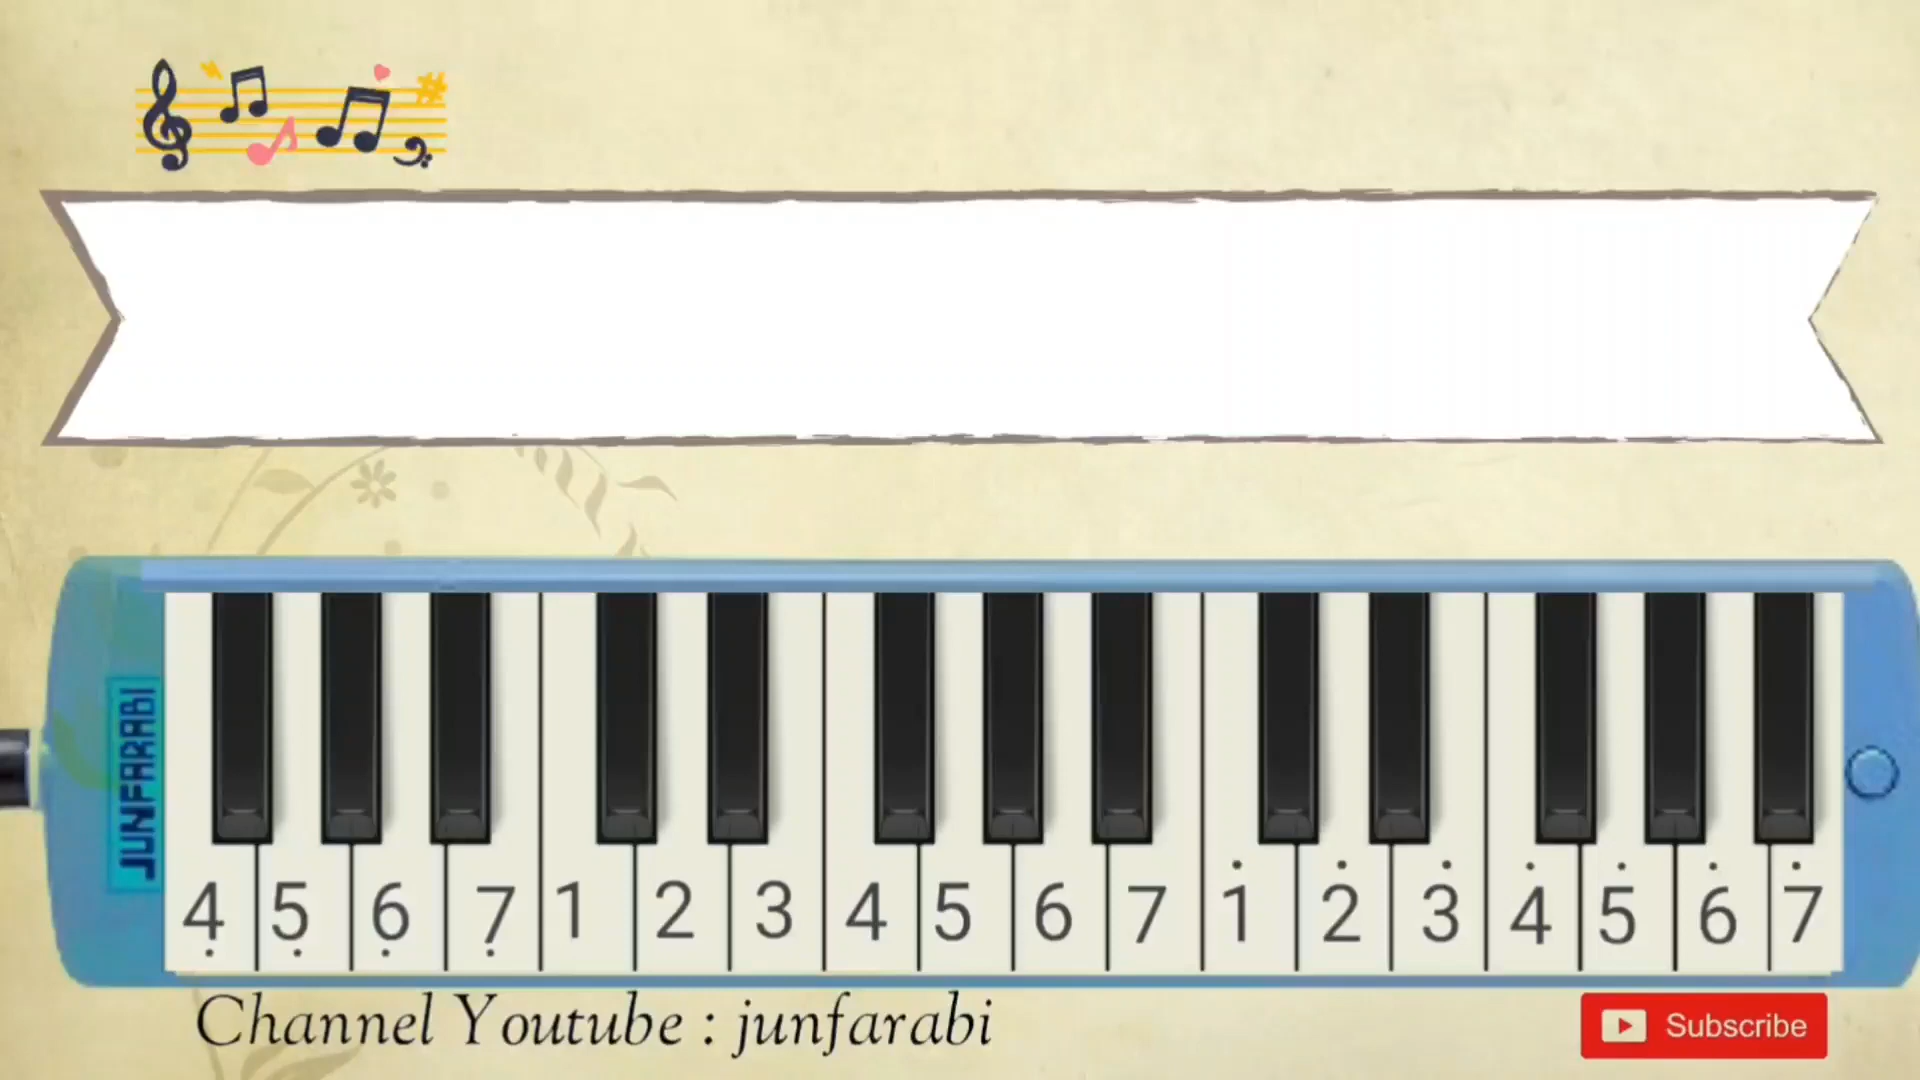 JUNFARABI
4̣ 5̣ 6̣ 7̣ 1 2 3 4 5 6 7 1̇ 2̇ 3̇ 4̇ 5̇ 6̇ 7̇
Channel Youtube : junfarabi
Subscribe